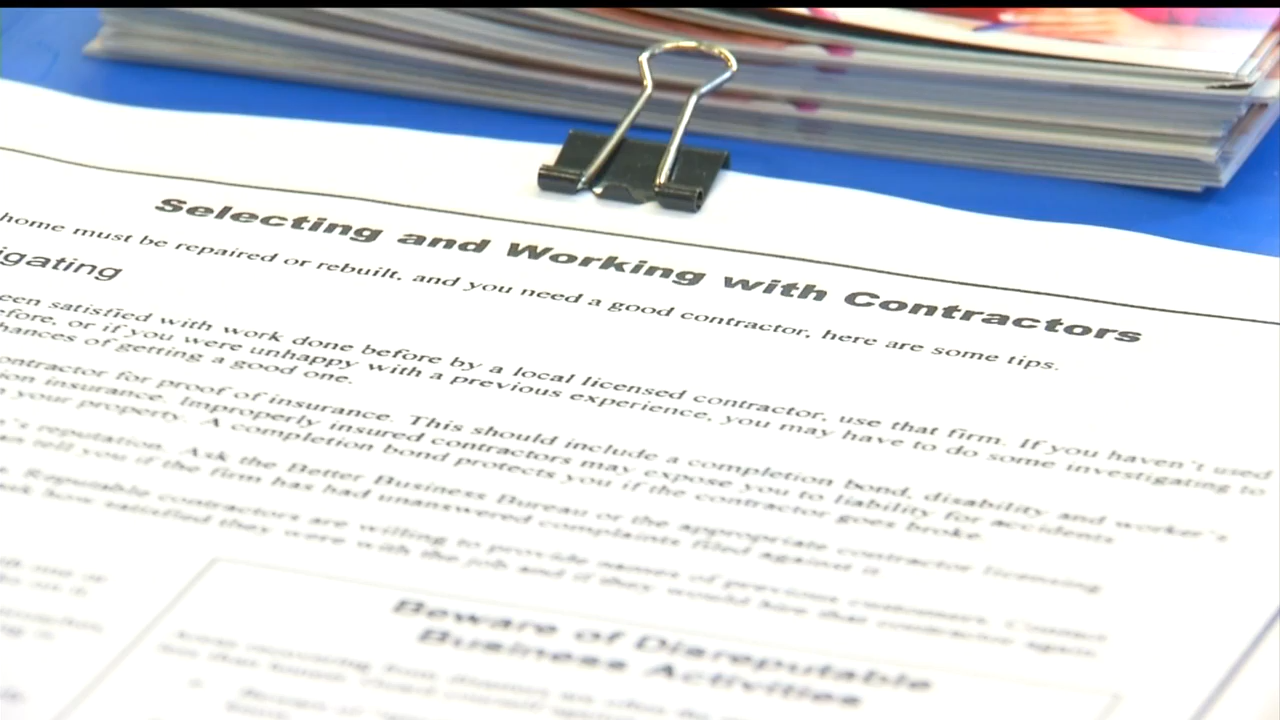 Selecting and Working with Contractors
home must be repaired or rebuilt, and you need a good contractor, here are some tips.
igating
een satisfied with work done before by a local licensed contractor, use that firm. If you haven't used
efore, or if you were unhappy with a previous experience, you may have to do some investigating to
hances of getting a good one.
ontractor for proof of insurance. This should include a completion bond, disability and worker's
ion insurance. Improperly insured contractors may expose you to liability for accidents
your property. A completion bond protects you if the contractor goes broke
's reputation. Ask the Better Business Bureau or the appropriate contractor licensing
an tell you if the firm has had unanswered complaints filed against it
Reputable contractors are willing to provide names of previous customers. Contact
ask how satisfied they were with the job and if they would hire that contractor again.
Beware of Disreputable
Business Activities